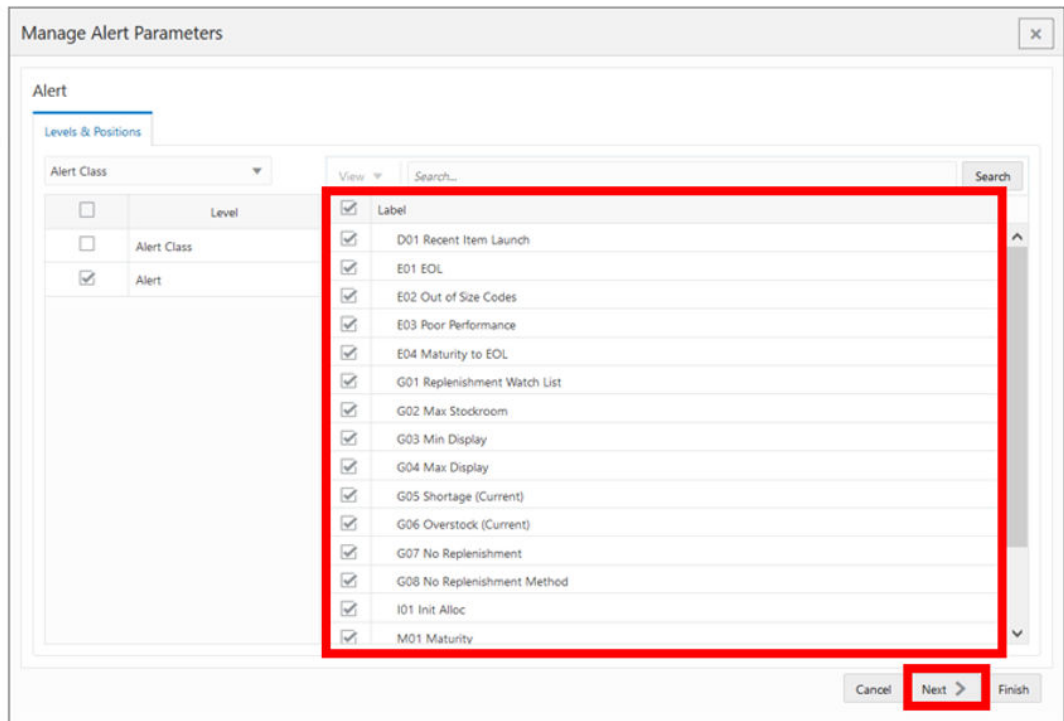 Manage Alert Parameters
Alert
Levels & Positions
Alert Class
View
Search...
Search
Level
Label
Alert Class
Alert
D01 Recent Item Launch
E01 EOL
E02 Out of Size Codes
E03 Poor Performance
E04 Maturity to EOL
G01 Replenishment Watch List
G02 Max Stockroom
G03 Min Display
G04 Max Display
G05 Shortage (Current)
G06 Overstock (Current)
G07 No Replenishment
G08 No Replenishment Method
I01 Init Alloc
M01 Maturity
Cancel
Next
Finish